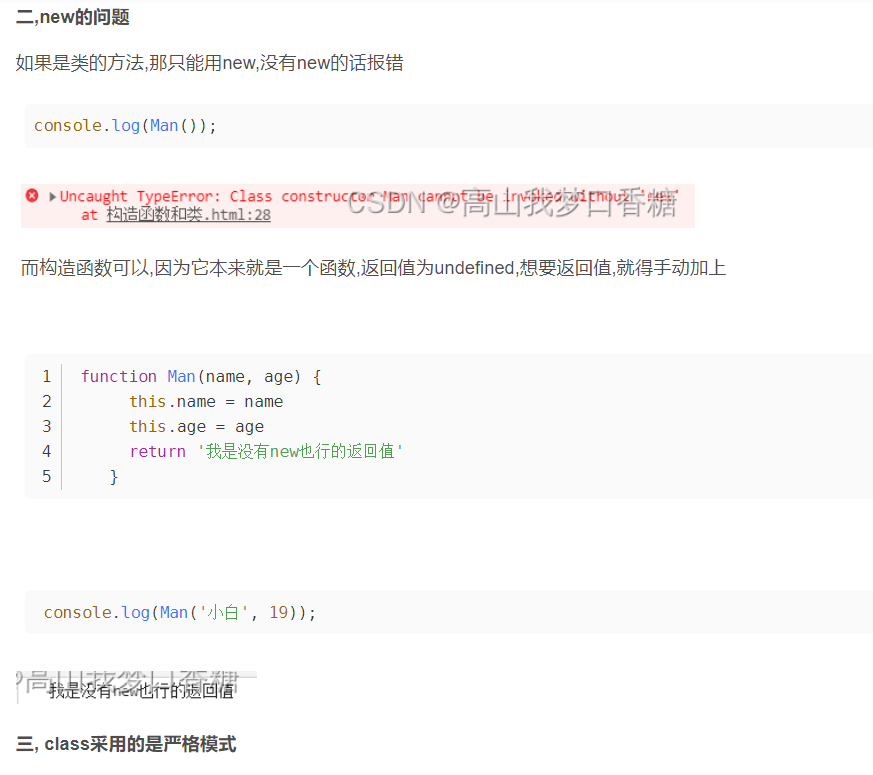 二,new的问题
如果是类的方法,那只能用new,没有new的话报错
console.log(Man());
Uncaught TypeError: Class constructor Man cannot be invoked without 'new'
at 构造函数和类.html:28
CSDN @高山我梦口香糖
而构造函数可以,因为它本来就是一个函数,返回值为undefined,想要返回值,就得手动加上
1 function Man(name, age) {
2 this.name = name
3 this.age = age
4 return '我是没有new也行的返回值'
5 }
console.log(Man('小白', 19));
@高山我梦口香糖
我是没有new也行的返回值
三, class采用的是严格模式